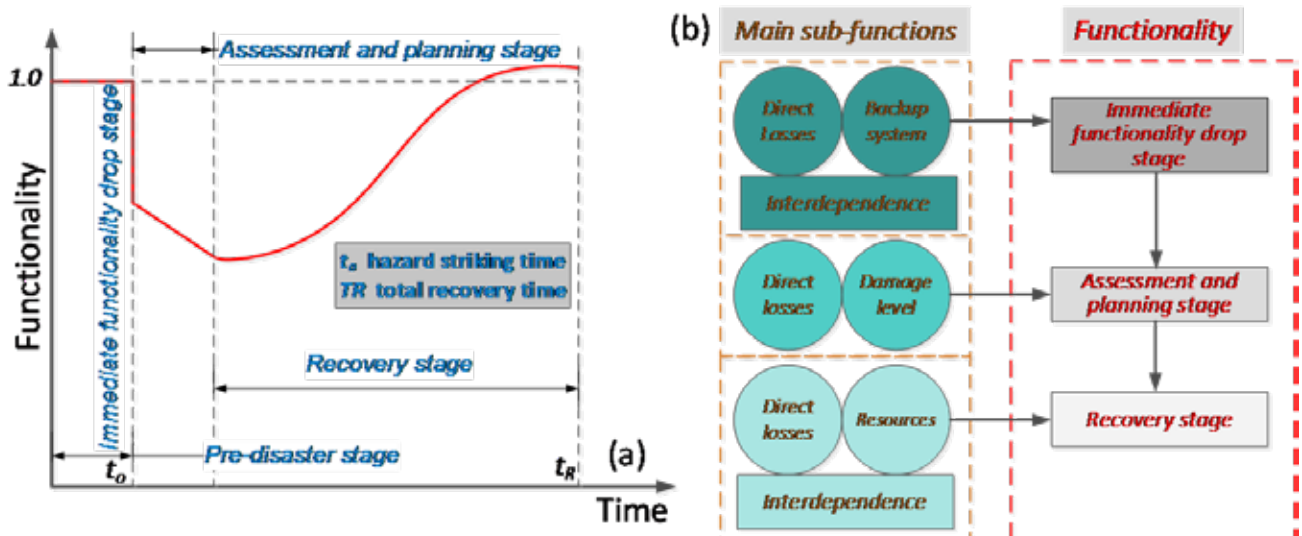 Assessment and planning stage
1.0
Functionality
Immediate functionality drop stage
tₒ hazard striking time
TR total recovery time
Recovery stage
Pre-disaster stage
t₀
t_R
(a)
Time
(b)
Main sub-functions
Functionality
Direct
Losses
Backup
system
Interdependence
Immediate
functionality drop
stage
Direct
losses
Damage
level
Assessment and
planning stage
Direct
losses
Resources
Interdependence
Recovery stage